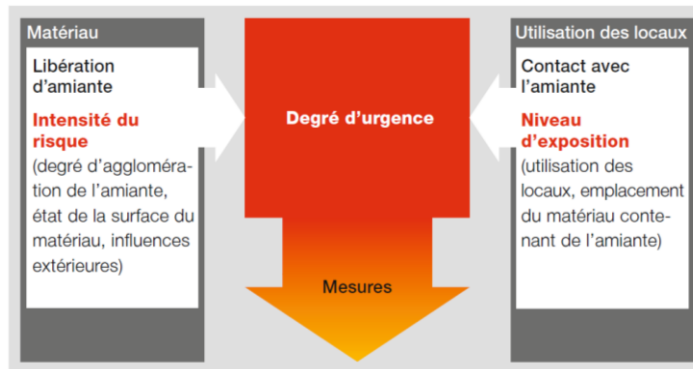 Matériau
Libération
d’amiante
Intensité du
risque
(degré d’aggloméra-
tion de l’amiante,
état de la surface du
matériau, influences
extérieures)
Degré d’urgence
Mesures
Utilisation des locaux
Contact avec
l’amiante
Niveau
d’exposition
(utilisation des
locaux, emplacement
du matériau conte-
nant de l’amiante)